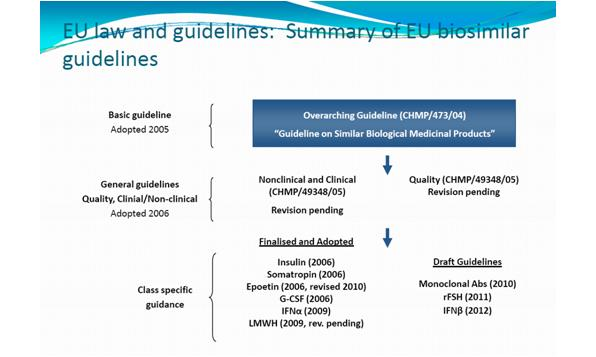 EU law and guidelines: Summary of EU biosimilar
guidelines
Basic guideline
Adopted 2005
Overarching Guideline (CHMP/473/04)
“Guideline on Similar Biological Medicinal Products”
General guidelines
Quality, Clinial/Non-clinical
Adopted 2006
Nonclinical and Clinical
(CHMP/49348/05)
Revision pending
Quality (CHMP/49348/05)
Revision pending
Class specific
guidance
Finalised and Adopted
Insulin (2006)
Somatropin (2006)
Epoetin (2006, revised 2010)
G-CSF (2006)
IFNα (2009)
LMWH (2009, rev. pending)
Draft Guidelines
Monoclonal Abs (2010)
rFSH (2011)
IFNβ (2012)